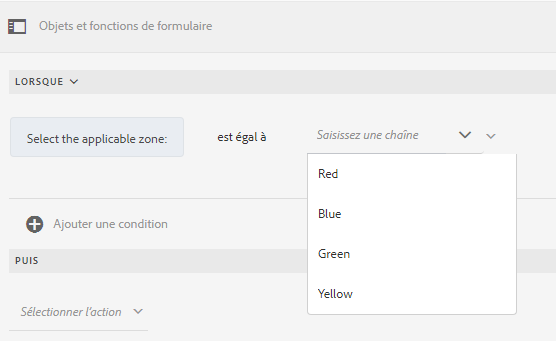 Objets et fonctions de formulaire
LORSQUE
Select the applicable zone:
est égal à
Saisissez une chaîne
Red
Blue
Green
Yellow
Ajouter une condition
PUIS
Sélectionner l'action